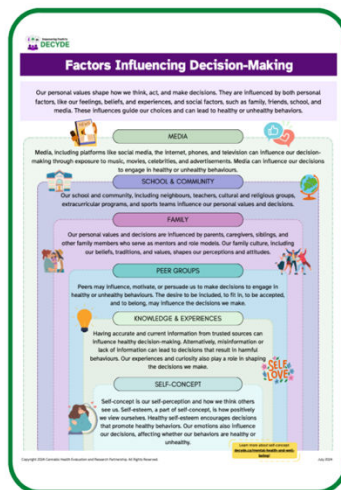 Empowering Youth to
DECYDE
Factors Influencing Decision-Making
Our personal values shape how we think, act, and make decisions. They are influenced by both personal
factors, like our feelings, beliefs, and experiences, and social factors, such as family, friends, school, and
media. These influences guide our choices and can lead to healthy or unhealthy behaviours.
MEDIA
Media, including platforms like social media, the internet, phones, and television can influence our decision-
making through exposure to music, movies, celebrities, and advertisements. Media can influence our decisions
to engage in healthy or unhealthy behaviours.
SCHOOL & COMMUNITY
Our school and community, including neighbours, teachers, cultural and religious groups,
extracurricular programs, and sports teams influence our personal values and decisions.
FAMILY
Our personal values and decisions are influenced by parents, caregivers, siblings, and
other family members who serve as mentors and role models. Our family culture, including
our beliefs, traditions, and values, shapes our perceptions and attitudes.
PEER GROUPS
Peers may influence, motivate, or persuade us to make decisions to engage in
healthy or unhealthy behaviours. The desire to be included, to fit in, to be accepted,
and to belong, may influence the decisions we make.
KNOWLEDGE & EXPERIENCES
Having accurate and current information from trusted sources can
influence healthy decision-making. Alternatively, misinformation or
lack of information can lead to decisions that result in harmful
behaviours. Our experiences and curiosity also play a role in shaping
the decisions we make.
SELF
LOVE
SELF-CONCEPT
Self-concept is our self-perception and how we think others
see us. Self-esteem, a part of self-concept, is how positively
we view ourselves. Healthy self-esteem encourages decisions
that promote healthy behaviors. Our emotions also influence
our decisions, affecting whether our behaviors are healthy or
unhealthy.
Learn more about self-concept
Copyright 2024 Cannabis Health Evaluation and Research Partnership. All Rights Reserved.
July 2024